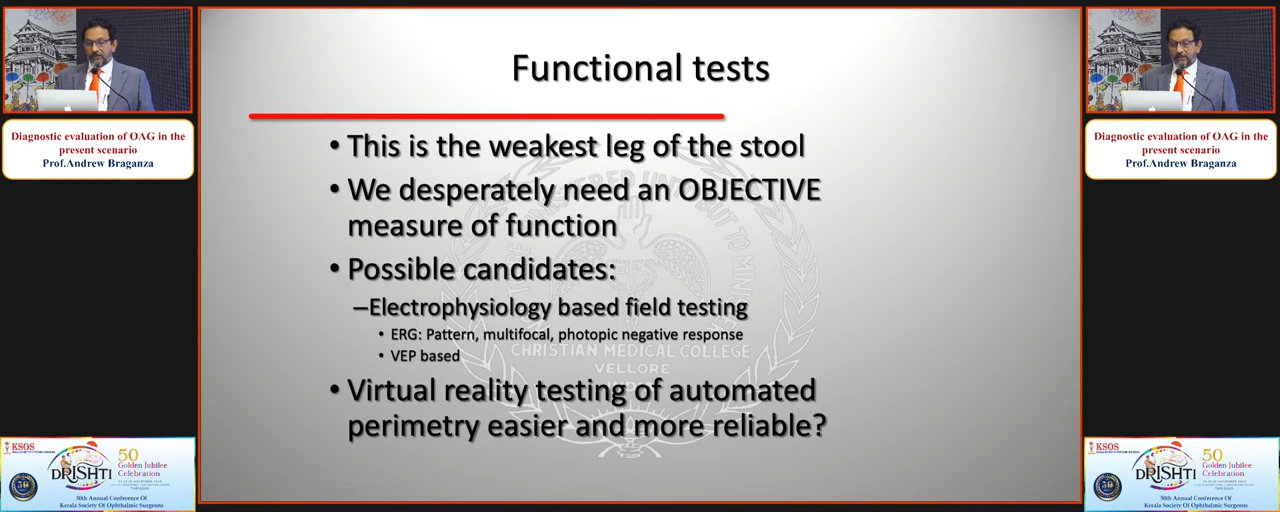 Diagnostic evaluation of OAG in the
present scenario
Prof.Andrew Braganza
KSOS
50
Golden Jubilee
Celebration
DRISHTI
50th Annual Conference Of
Kerala Society Of Ophthalmic Surgeons
Functional tests
• This is the weakest leg of the stool
• We desperately need an OBJECTIVE
measure of function
• Possible candidates:
–Electrophysiology based field testing
• ERG: Pattern, multifocal, photopic negative response
• VEP based
• Virtual reality testing of automated
perimetry easier and more reliable?
CHRISTIAN MEDICAL COLLEGE
VELLORE
Diagnostic evaluation of OAG in the
present scenario
Prof.Andrew Braganza
KSOS
50
Golden Jubilee
Celebration
DRISHTI
50th Annual Conference Of
Kerala Society Of Ophthalmic Surgeons